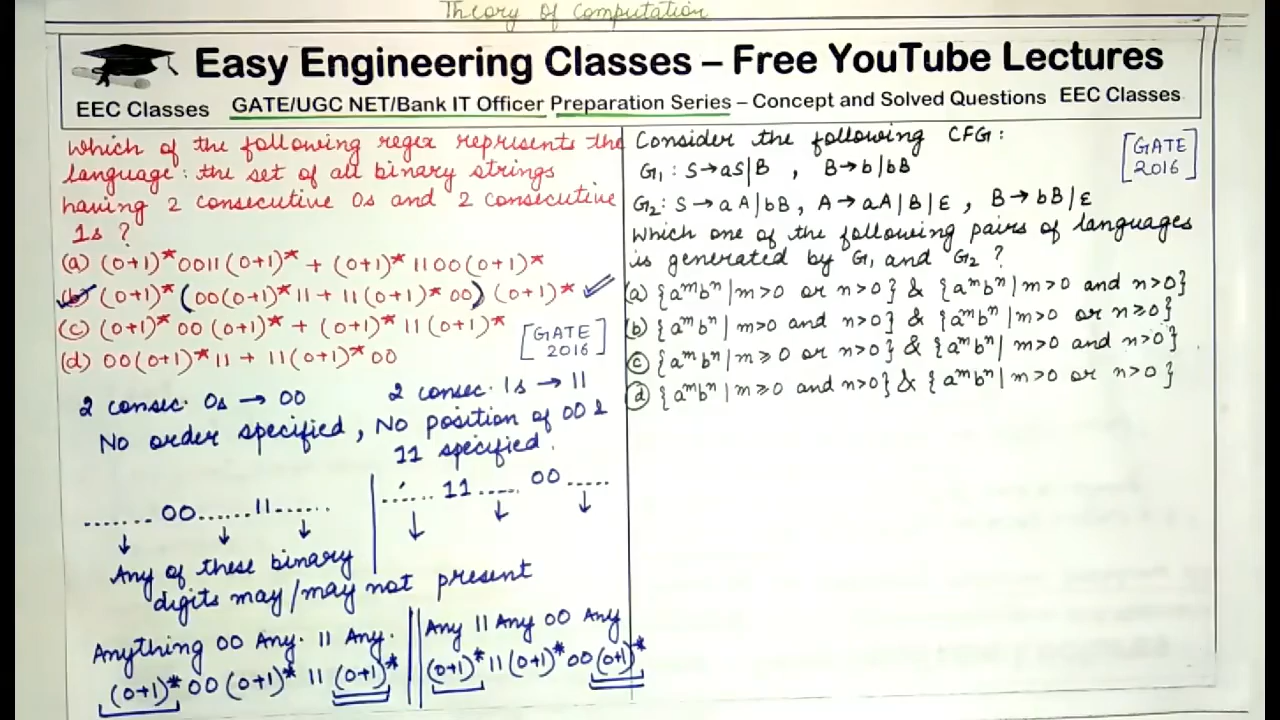 Theory of Computation
Easy Engineering Classes – Free YouTube Lectures
EEC Classes GATE/UGC NET/Bank IT Officer Preparation Series – Concept and Solved Questions EEC Classes
Which of the following regex represents the
language: the set of all binary strings
having 2 consecutive 0s and 2 consecutive
1s ?
(a) (0+1)*0011(0+1)* + (0+1)*1100(0+1)*
(b) (0+1)*(00(0+1)*11 + 11(0+1)*00)(0+1)*
(c) (0+1)*00(0+1)* + (0+1)*11(0+1)*
(d) 00(0+1)*11 + 11(0+1)*00
[GATE
2016]
2 consec. 0s → 00
2 consec. 1s → 11
No order specified, No position of 00 &
11 specified.
....... 00......11......
...... 11 ...... 00 ......
Any of these binary
digits may/may not present
Anything 00 Any. 11 Any.
(0+1)* 00 (0+1)* 11 (0+1)*
Any 11 Any 00 Any
(0+1)* 11 (0+1)* 00 (0+1)*
Consider the following CFG:
[GATE
2016]
G₁: S→aS|B , B→b|bB
G₂: S→aA|bB, A→aA|B|ε , B→bB|ε
Which one of the following pairs of languages
is generated by G₁ and G₂ ?
(a) {aᵐbⁿ|m>0 or n>0} & {aᵐbⁿ|m>0 and n>0}
(b) {aᵐbⁿ|m>0 and n>0} & {aᵐbⁿ|m>0 or n≥0}
(c) {aᵐbⁿ|m≥0 or n>0} & {aᵐbⁿ|m>0 and n>0}
(d) {aᵐbⁿ|m≥0 and n>0} & {aᵐbⁿ|m>0 or n>0}